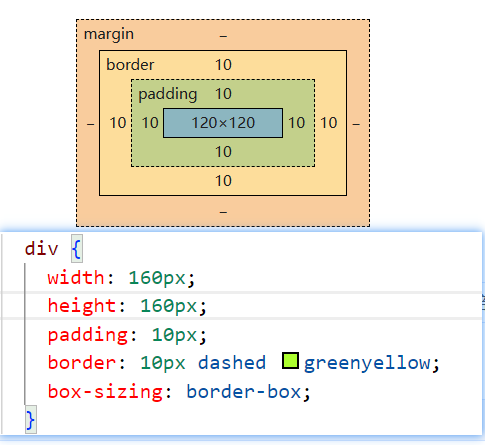 margin –
border 10
padding 10
– 10 10 120×120 10 10 –
10
10
–
div {
width: 160px;
height: 160px;
padding: 10px;
border: 10px dashed greenyellow;
box-sizing: border-box;
}